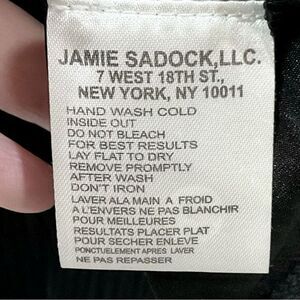 JAMIE SADOCK,LLC.
7 WEST 18TH ST.,
NEW YORK, NY 10011
HAND WASH COLD
INSIDE OUT
DO NOT BLEACH
FOR BEST RESULTS
LAY FLAT TO DRY
REMOVE PROMPTLY
AFTER WASH
DON'T IRON
LAVER ALA MAIN A FROID
A L'ENVERS NE PAS BLANCHIR
POUR MEILLEURES
RESULTATS PLACER PLAT
POUR SECHER ENLEVE
PONCTUELEMENT APRES LAVER
NE PAS REPASSER